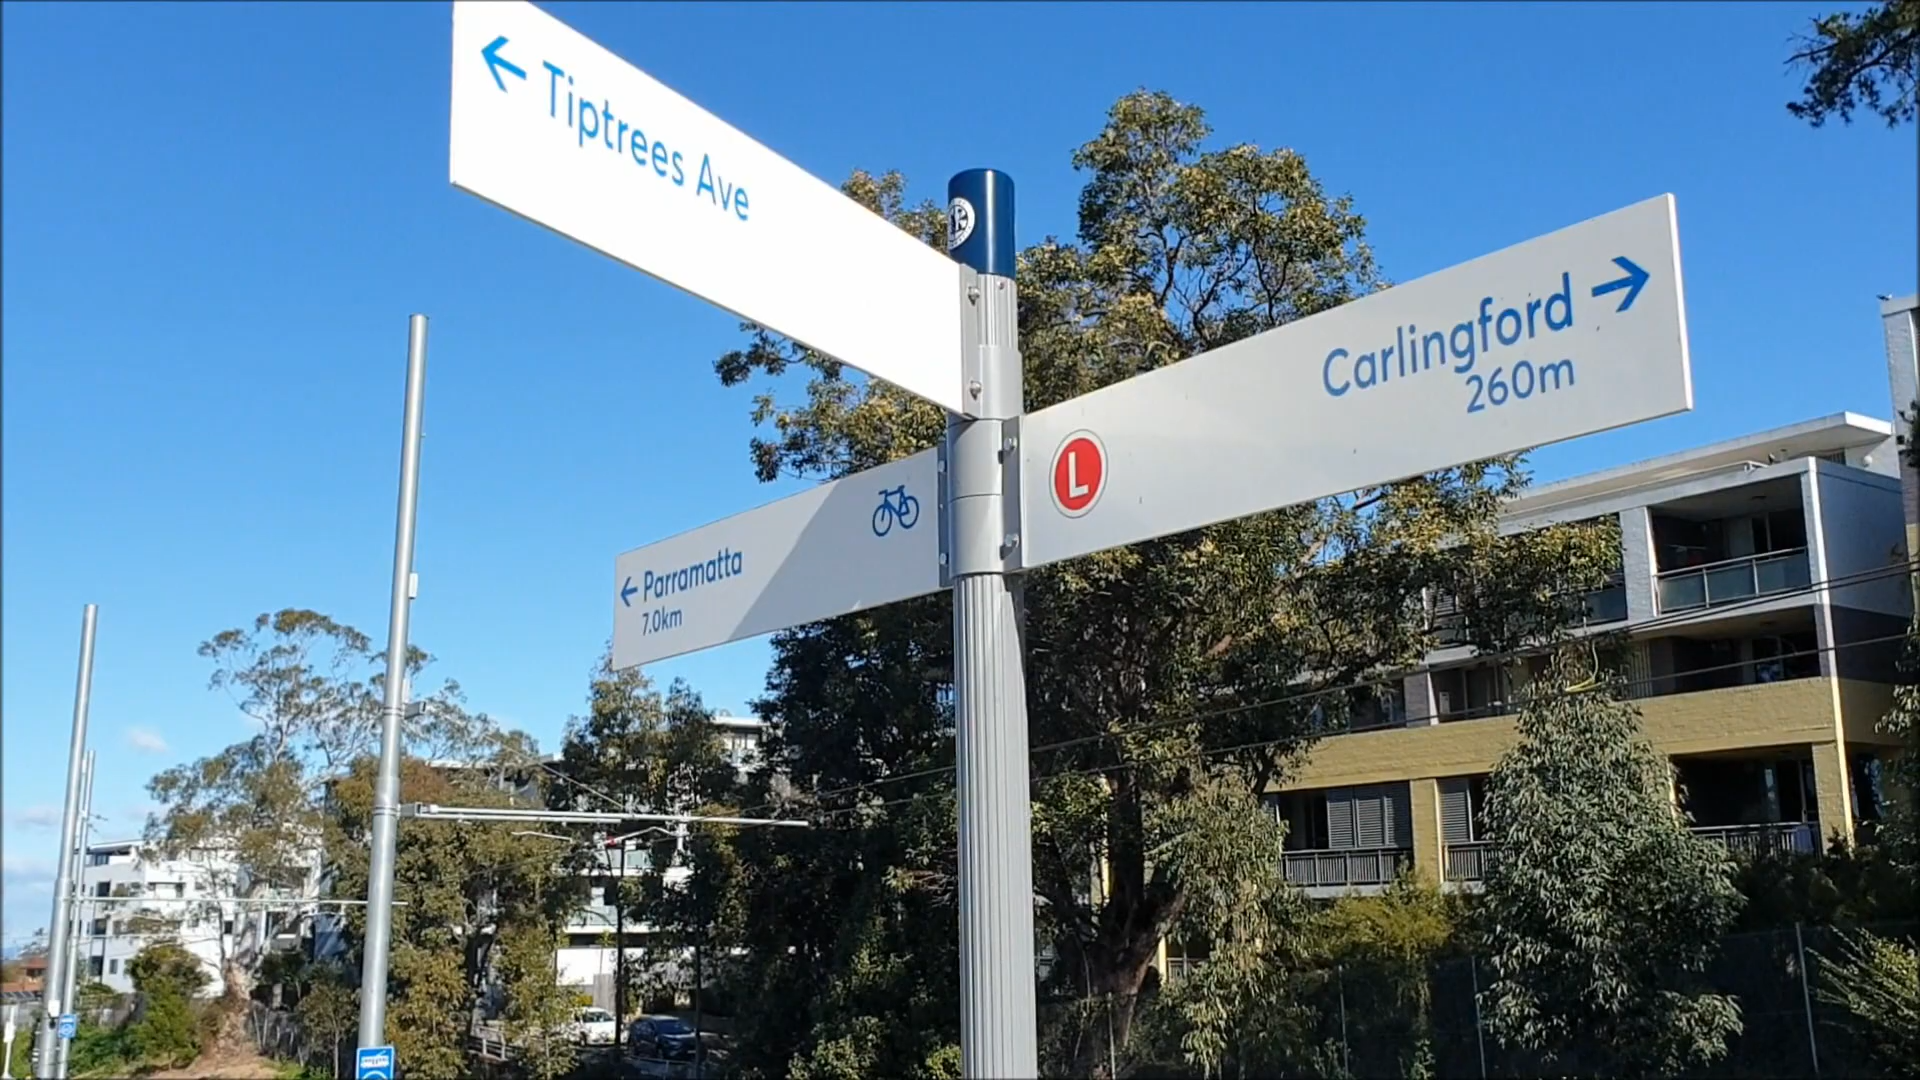 ← Tiptrees Ave
Carlingford →
260m
L
← Parramatta
7.0km